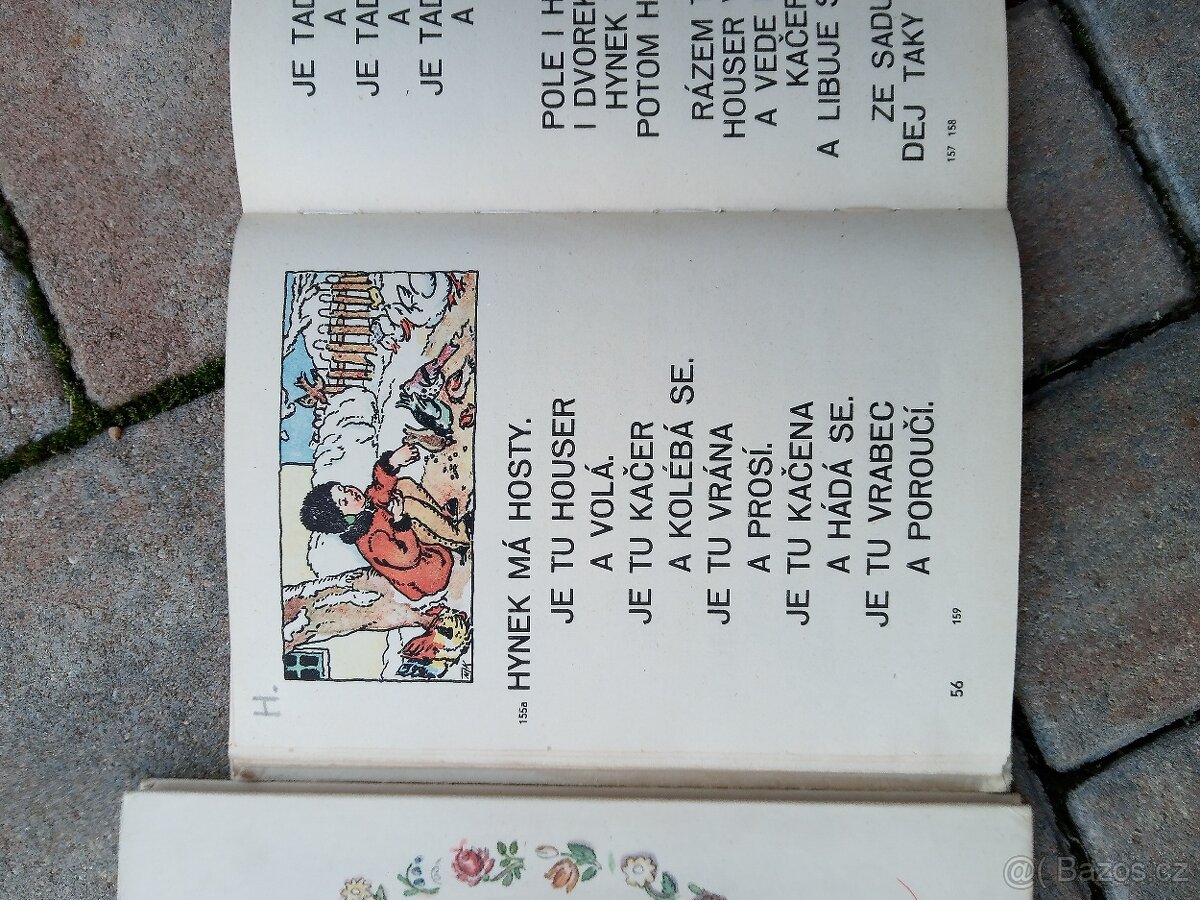 H.
155a HYNEK MÁ HOSTY.
JE TU HOUSER
A VOLÁ.
JE TU KAČER
A KOLÉBÁ SE.
JE TU VRÁNA
A PROSÍ.
JE TU KAČENA
A HÁDÁ SE.
JE TU VRABEC
A POROUČÍ.
56 159
JE TAD
A
JE TAD
A
JE TAD
A
POLE I H
I DVOREK
HYNEK
POTOM H
RÁZEM T
HOUSER V
A VEDE
KAČER
A LIBUJE S
ZE SADU
DEJ TAKY
157 158
@( Bazos.cz